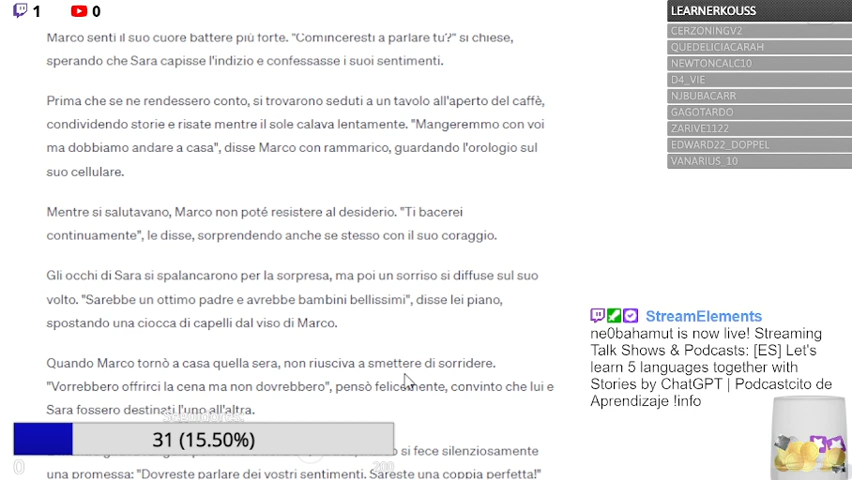 1
0
LEARNERKOUSS
CERZONINGV2
QUEDELICIACARAH
NEWTONCALC10
D4_VIE
NJBUBACARR
GAGOTARDO
ZARIVE1122
EDWARD22_DOPPEL
VANARIUS_10
Marco sentì il suo cuore battere più forte. "Cominceresti a parlare tu?" si chiese,
sperando che Sara capisse l'indizio e confessasse i suoi sentimenti.
Prima che se ne rendessero conto, si trovarono seduti a un tavolo all'aperto del caffè,
condividendo storie e risate mentre il sole calava lentamente. "Mangeremmo con voi
ma dobbiamo andare a casa", disse Marco con rammarico, guardando l'orologio sul
suo cellulare.
Mentre si salutavano, Marco non poté resistere al desiderio. "Ti bacerei
continuamente", le disse, sorprendendo anche se stesso con il suo coraggio.
Gli occhi di Sara si spalancarono per la sorpresa, ma poi un sorriso si diffuse sul suo
volto. "Sarebbe un ottimo padre e avrebbe bambini bellissimi", disse lei piano,
spostando una ciocca di capelli dal viso di Marco.
Quando Marco tornò a casa quella sera, non riusciva a smettere di sorridere.
"Vorrebbero offrirci la cena ma non dovrebbero", pensò felicemente, convinto che lui e
Sara fossero destinati l'uno all'altra.
31 (15.50%)
0
200
si fece silenziosamente
una promessa: "Dovreste parlare dei vostri sentimenti. Sareste una coppia perfetta!"
StreamElements
ne0bahamut is now live! Streaming
Talk Shows & Podcasts: [ES] Let's
learn 5 languages together with
Stories by ChatGPT | Podcastcito de
Aprendizaje !info